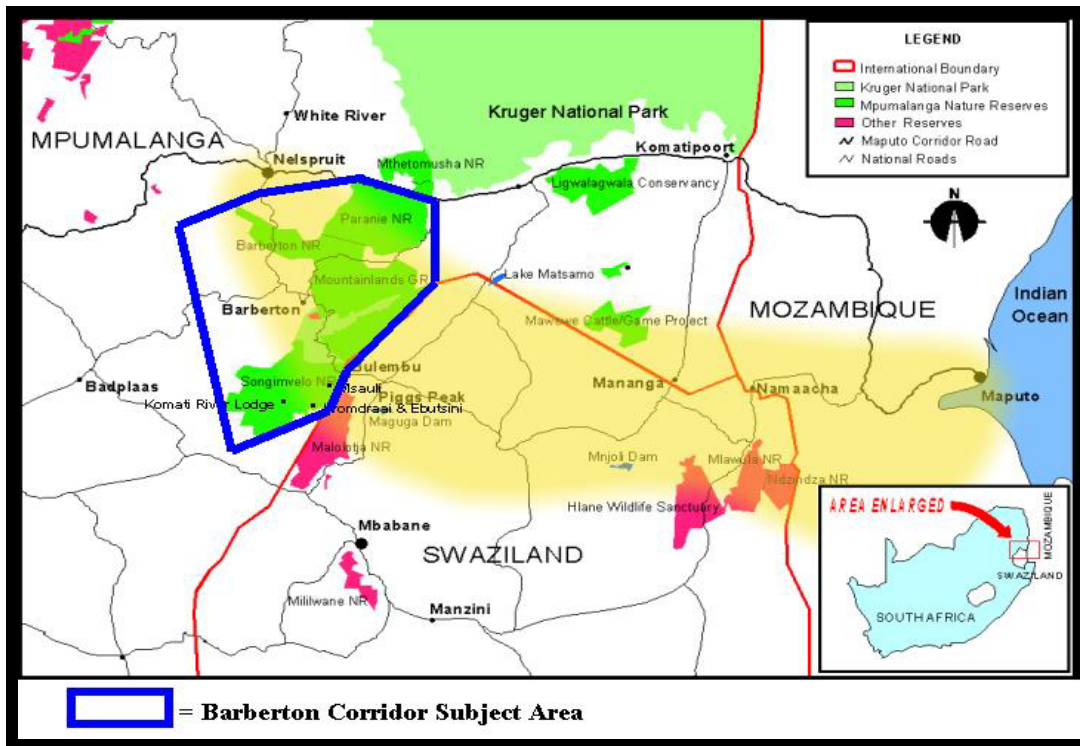 LEGEND
International Boundary
Kruger National Park
Mpumalanga Nature Reserves
Other Reserves
Maputo Corridor Road
National Roads
Kruger National Park
White River
MPUMALANGA
Nelspruit
Mthetomusha NR
Komatipoort
Ligwalagwala Conservancy
N
Paranie NR
Barberton NR
Mountainlands GR
Lake Matsamo
Barberton
Mawewe Cattle/Game Project
MOZAMBIQUE
Indian
Ocean
Bulembu
Badplaas
Songimvelo NR
Msauli
Komati River Lodge
Kromdraai & Ebutsini
Piggs Peak
Maguga Dam
Mananga
Namaacha
Maputo
Malolotja NR
Mnjoli Dam
Mlawula NR
Ndzindza NR
Hlane Wildlife Sanctuary
Mbabane
SWAZILAND
Mililwane NR
Manzini
AREA ENLARGED
MOZAMBIQUE
SWAZILAND
SOUTH AFRICA
= Barberton Corridor Subject Area